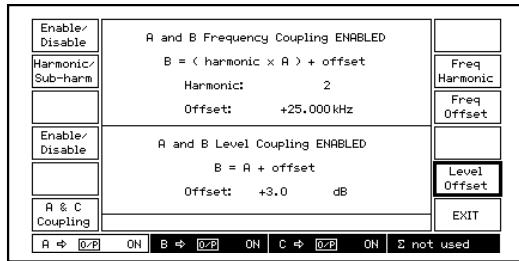 Enable/
Disable
Harmonic/
Sub-harm
Enable/
Disable
A & C
Coupling
A and B Frequency Coupling ENABLED
B = ( harmonic x A ) + offset
Harmonic: 2
Offset: +25.000 kHz
A and B Level Coupling ENABLED
B = A + offset
Offset: +3.0 dB
Freq
Harmonic
Freq
Offset
Level
Offset
EXIT
A ⇨ O/P ON B ⇨ O/P ON C ⇨ O/P ON Σ not used